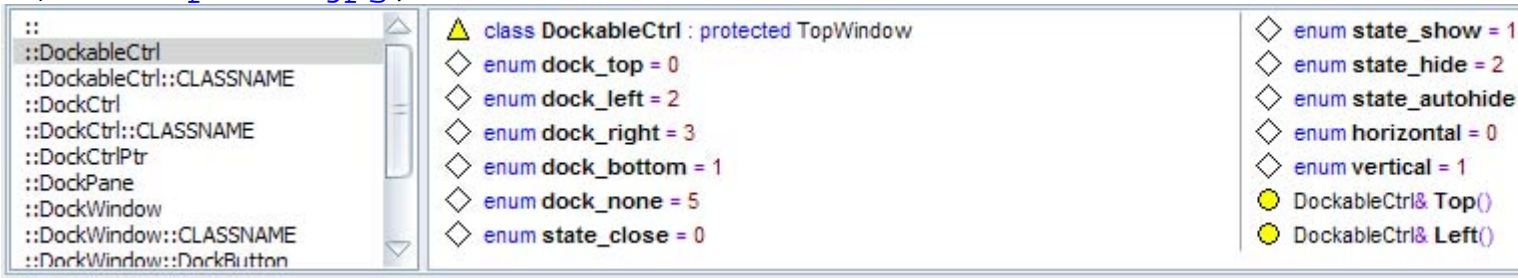 ::
::DockableCtrl
::DockableCtrl::CLASSNAME
::DockCtrl
::DockCtrl::CLASSNAME
::DockCtrlPtr
::DockPane
::DockWindow
::DockWindow::CLASSNAME
::DockWindow::DockButton
class DockableCtrl : protected TopWindow
enum dock_top = 0
enum dock_left = 2
enum dock_right = 3
enum dock_bottom = 1
enum dock_none = 5
enum state_close = 0
enum state_show = 1
enum state_hide = 2
enum state_autohide
enum horizontal = 0
enum vertical = 1
DockableCtrl& Top()
DockableCtrl& Left()